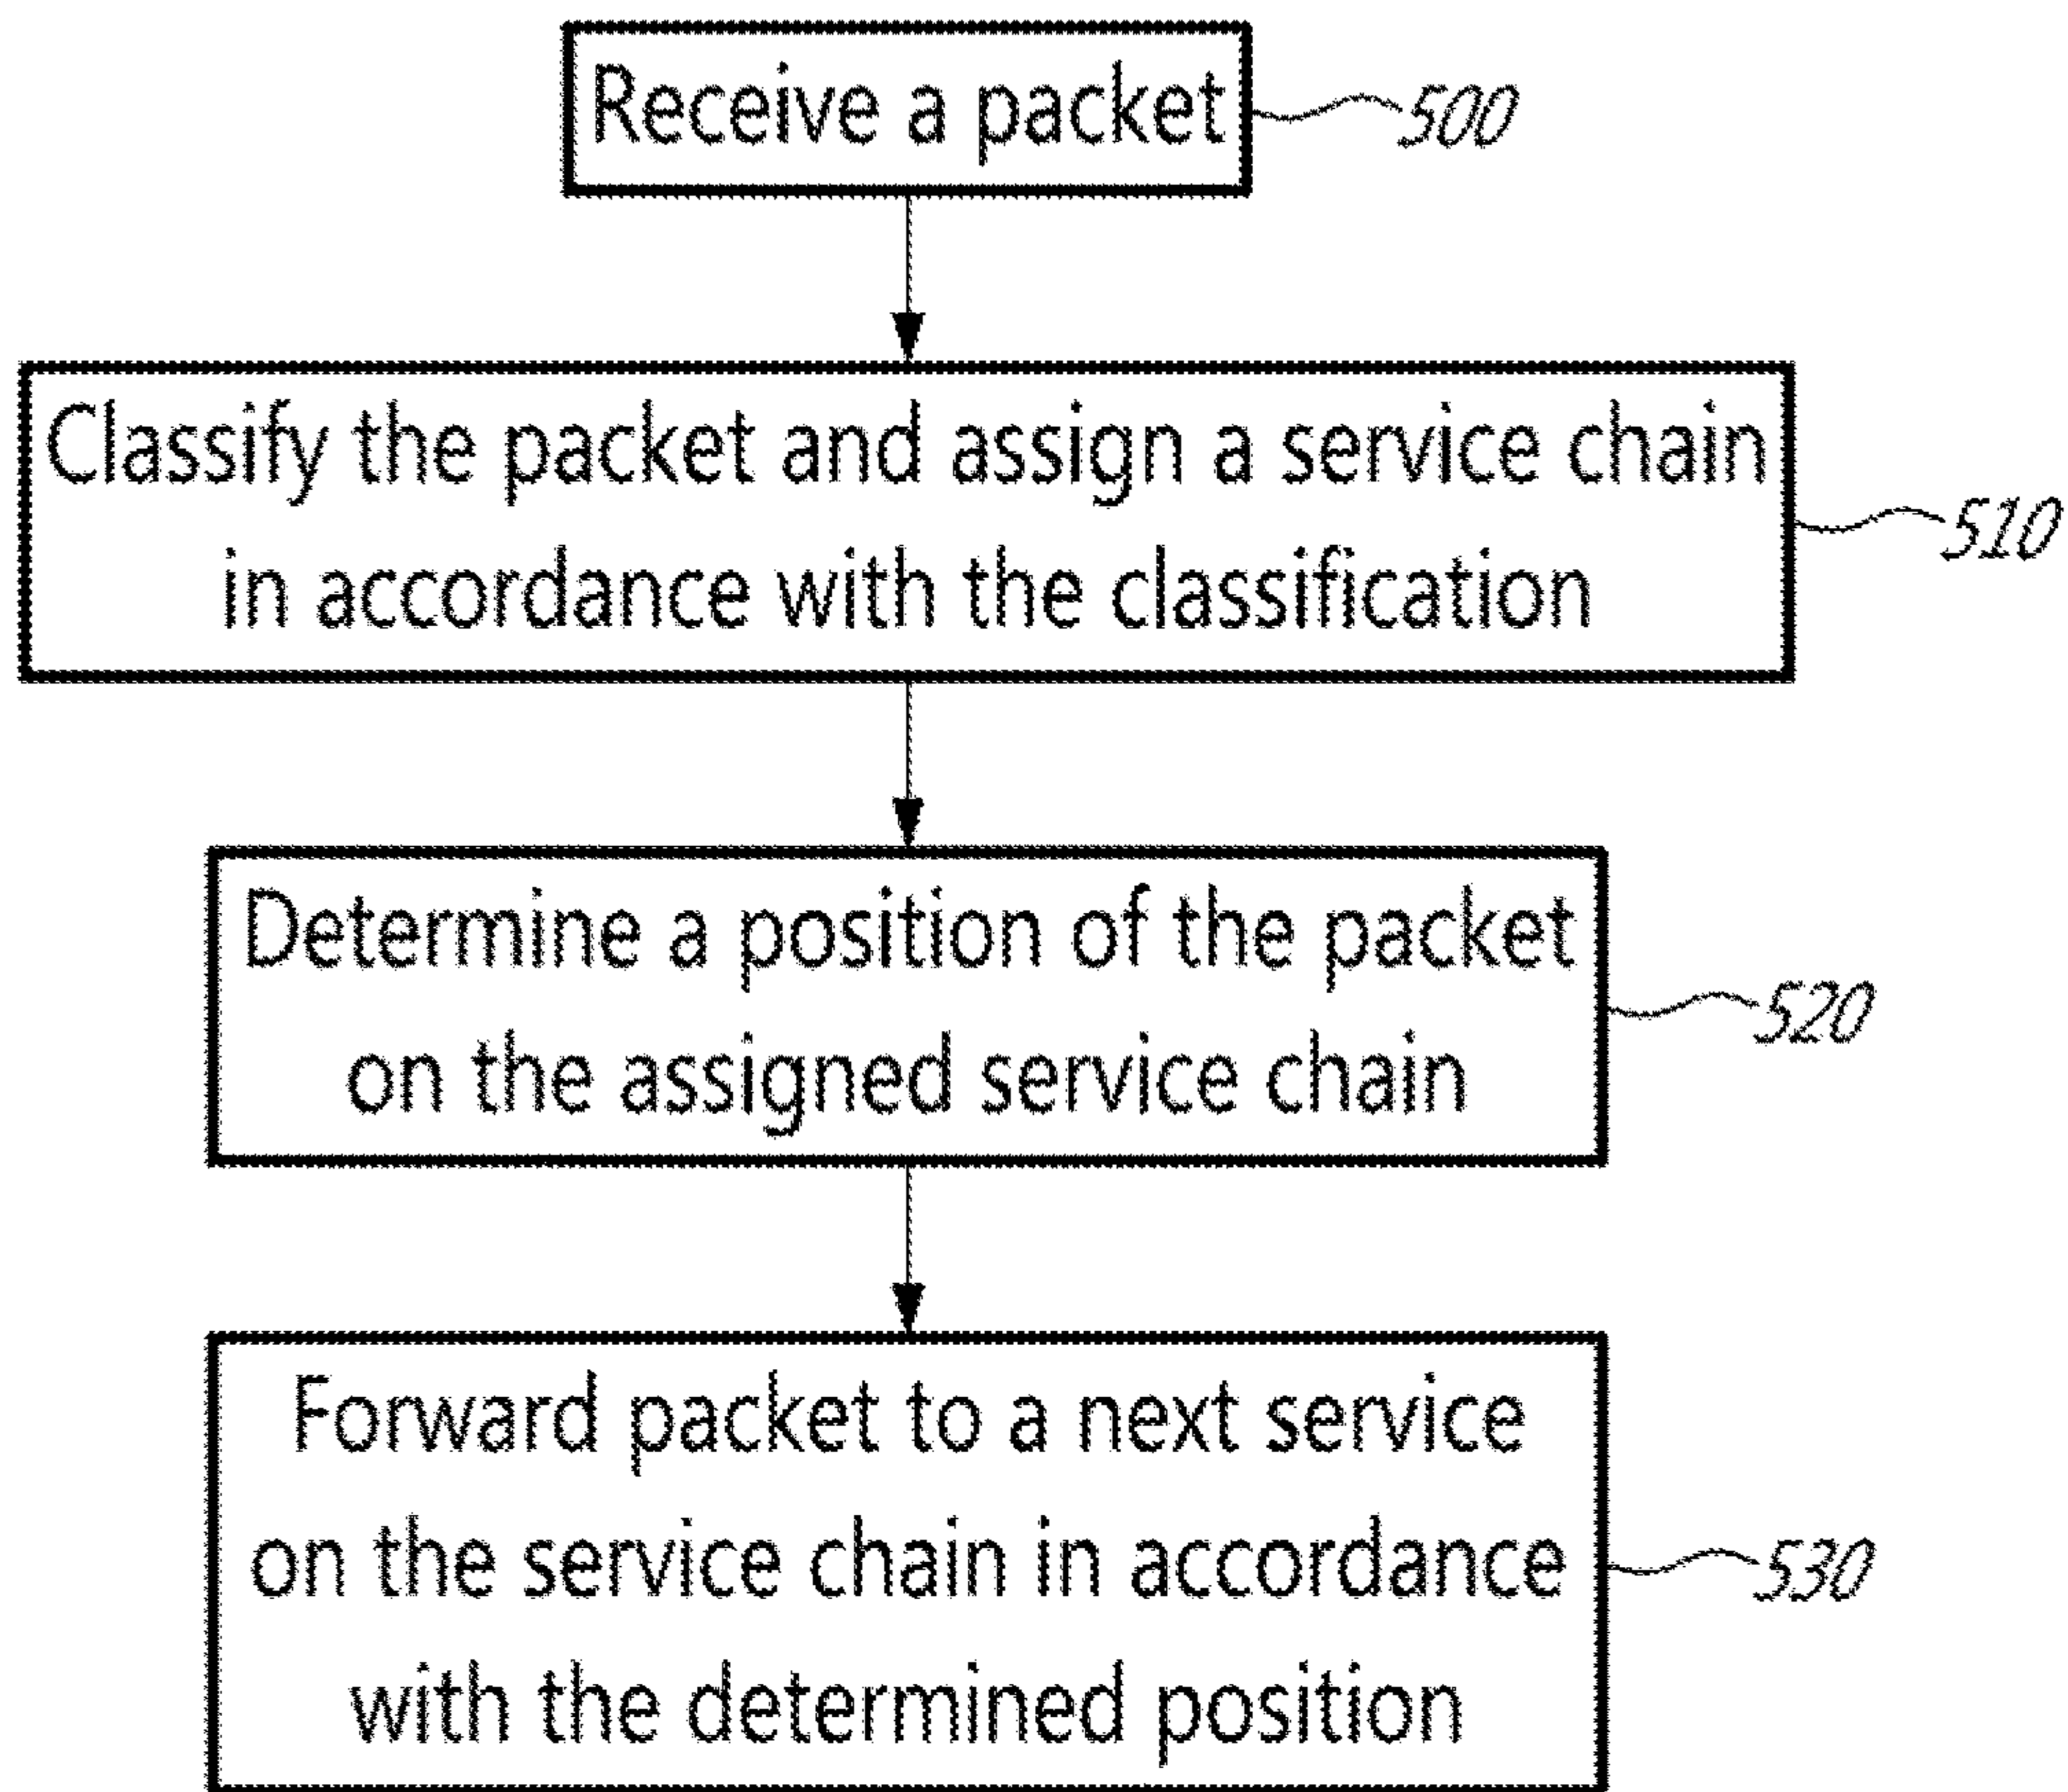 Receive a packet
500
Classify the packet and assign a service chain
in accordance with the classification
510
Determine a position of the packet
on the assigned service chain
520
Forward packet to a next service
on the service chain in accordance
with the determined position
530